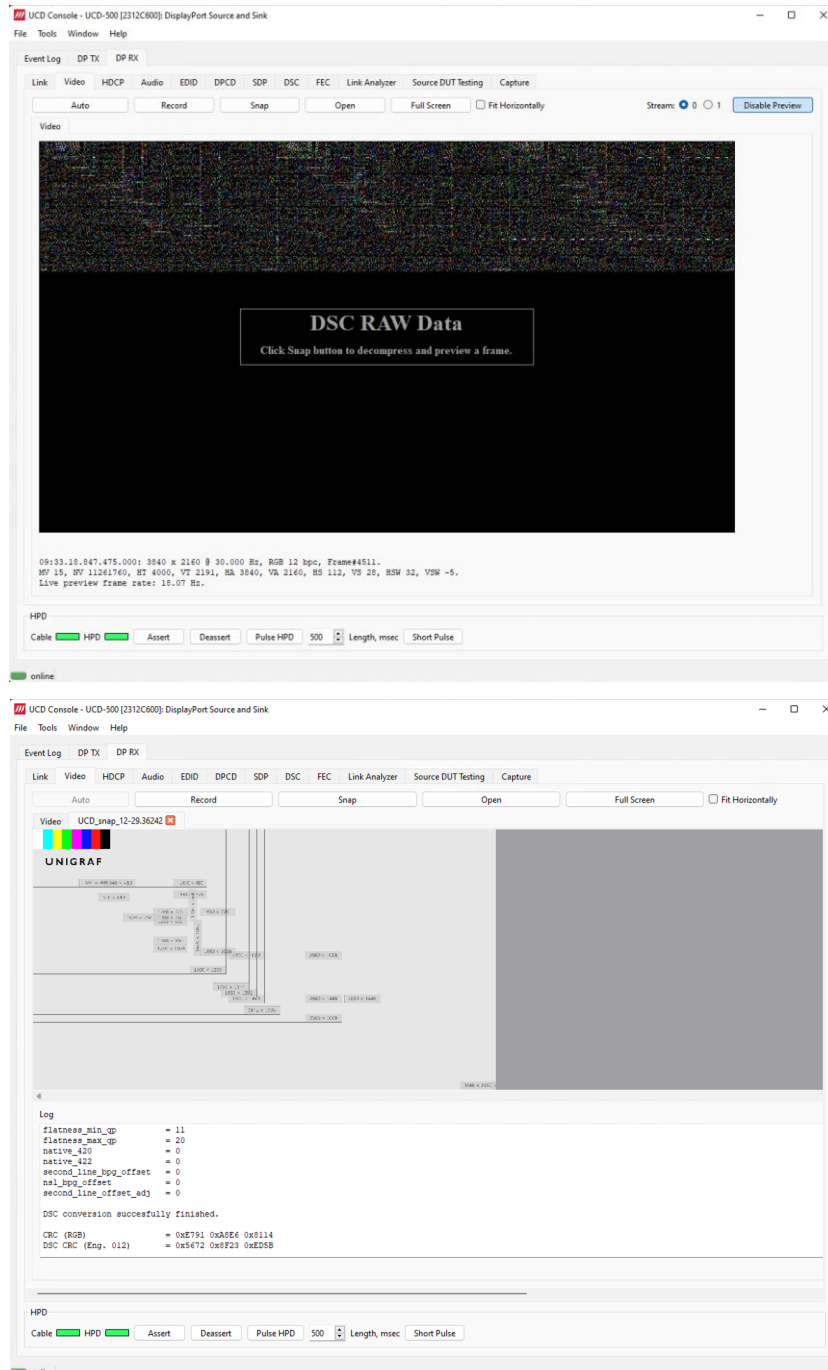 UCD Console - UCD-500 [2312C600]: DisplayPort Source and Sink
File Tools Window Help
Event Log DP TX DP RX
Link Video HDCP Audio EDID DPCD SDP DSC FEC Link Analyzer Source DUT Testing Capture
Auto Record Snap Open Full Screen Fit Horizontally Stream: 0 1 Disable Preview
Video
DSC RAW Data
Click Snap button to decompress and preview a frame.
09:33.18.847.475.000: 3840 x 2160 @ 30.000 Hz, RGB 12 bpc, Frame#4511.
MV 15, NV 11261760, HT 4000, VT 2191, HA 3840, VA 2160, HS 112, VS 28, HSW 32, VSW -5.
Live preview frame rate: 18.07 Hz.
HPD
Cable HPD Assert Deassert Pulse HPD 500 Length, msec Short Pulse
online
UCD Console - UCD-500 [2312C600]: DisplayPort Source and Sink
File Tools Window Help
Event Log DP TX DP RX
Link Video HDCP Audio EDID DPCD SDP DSC FEC Link Analyzer Source DUT Testing Capture
Auto Record Snap Open Full Screen Fit Horizontally
Video UCD_snap_12-29.36242
UNIGRAF
Log
flatness_min_qp = 11
flatness_max_qp = 20
native_420 = 0
native_422 = 0
second_line_bpg_offset = 0
nsl_bpg_offset = 0
second_line_offset_adj = 0
DSC conversion succesfully finished.
CRC (RGB) = 0xE791 0xA8E6 0x8114
DSC CRC (Eng. 012) = 0x5672 0x8F23 0xED5B
HPD
Cable HPD Assert Deassert Pulse HPD 500 Length, msec Short Pulse